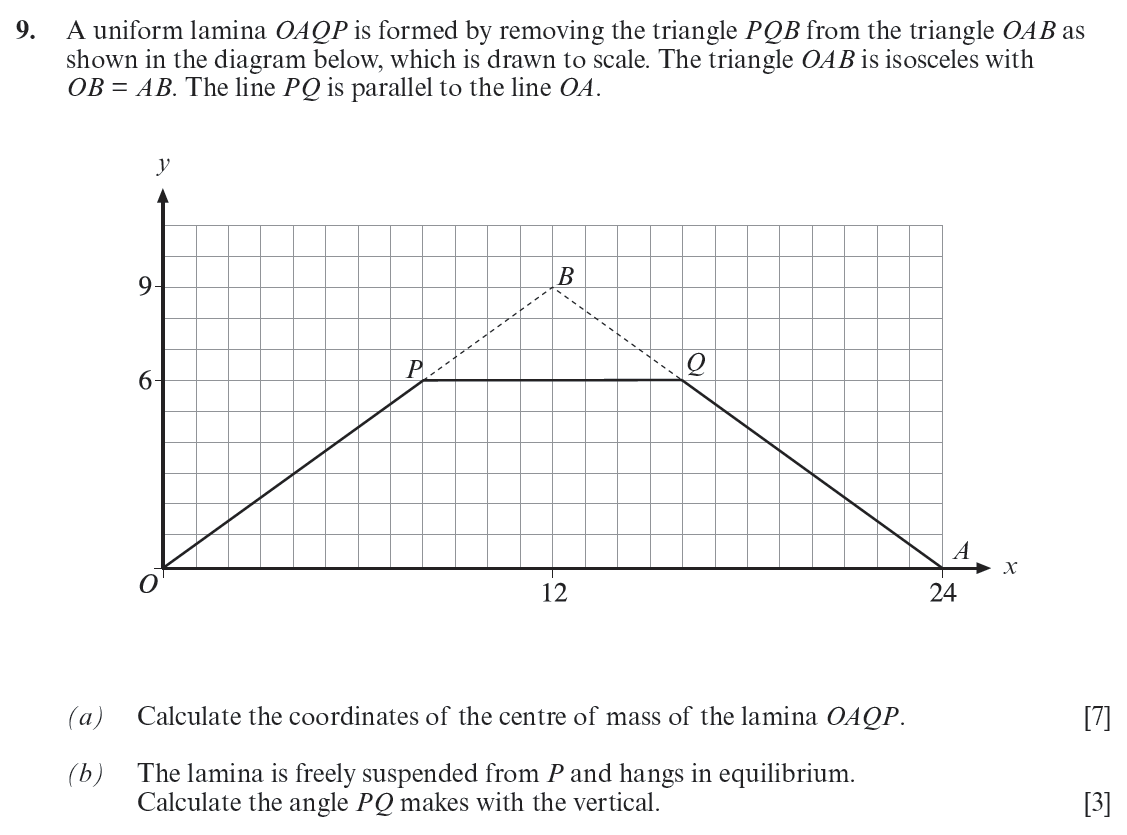 9. A uniform lamina OAQP is formed by removing the triangle PQB from the triangle OAB as
shown in the diagram below, which is drawn to scale. The triangle OAB is isosceles with
OB = AB. The line PQ is parallel to the line OA.
y
9
B
P
Q
6
A
x
O
12
24
(a) Calculate the coordinates of the centre of mass of the lamina OAQP. [7]
(b) The lamina is freely suspended from P and hangs in equilibrium.
Calculate the angle PQ makes with the vertical. [3]